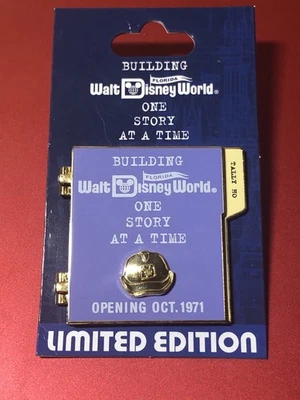 BUILDING
FLORIDA
Walt Disney World®
ONE
STORY
AT A TIME
BUILDING
FLORIDA
Walt Disney World®
ONE
STORY
AT A TIME
TALLY HO
OPENING OCT. 1971
LIMITED EDITION